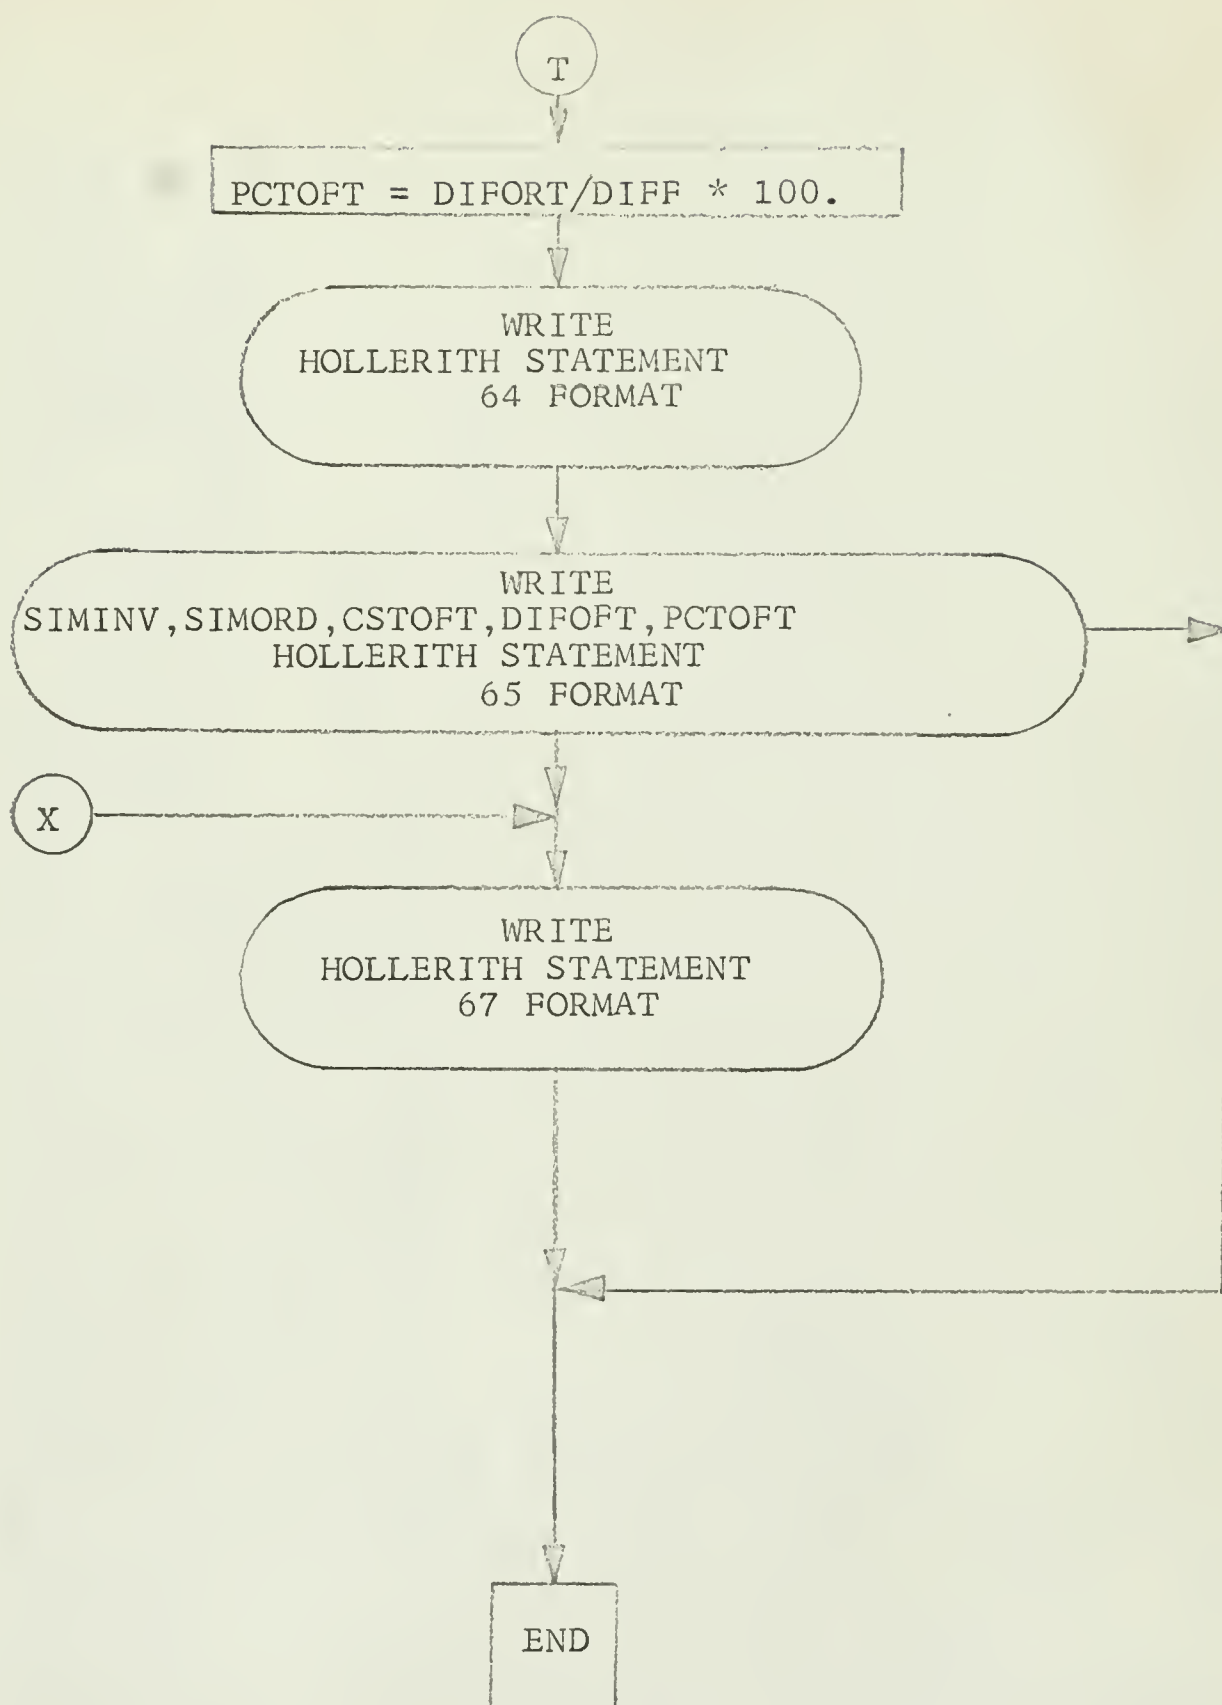 T
PCTOFT = DIFORT/DIFF * 100.
WRITE
HOLLERITH STATEMENT
64 FORMAT
WRITE
SIMINV,SIMORD,CSTOFT,DIFOFT,PCTOFT
HOLLERITH STATEMENT
65 FORMAT
X
WRITE
HOLLERITH STATEMENT
67 FORMAT
END